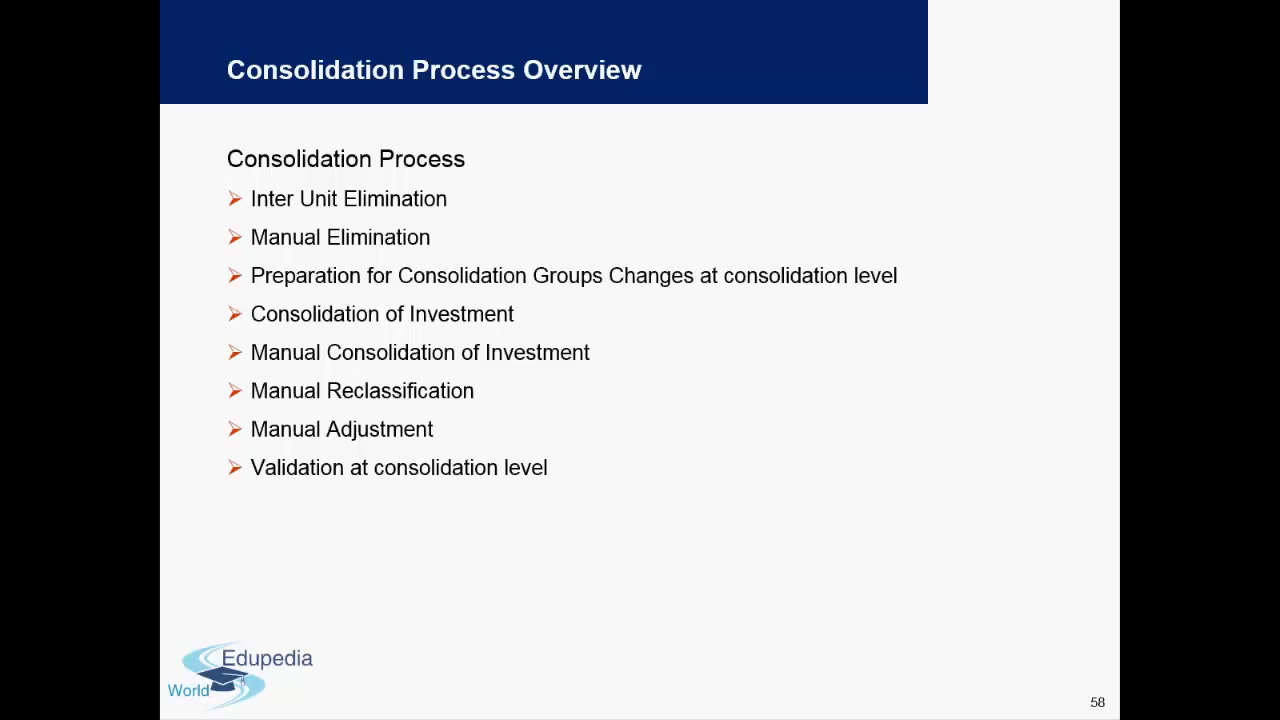 Consolidation Process Overview
Consolidation Process
Inter Unit Elimination
Manual Elimination
Preparation for Consolidation Groups Changes at consolidation level
Consolidation of Investment
Manual Consolidation of Investment
Manual Reclassification
Manual Adjustment
Validation at consolidation level
Edupedia
World
58